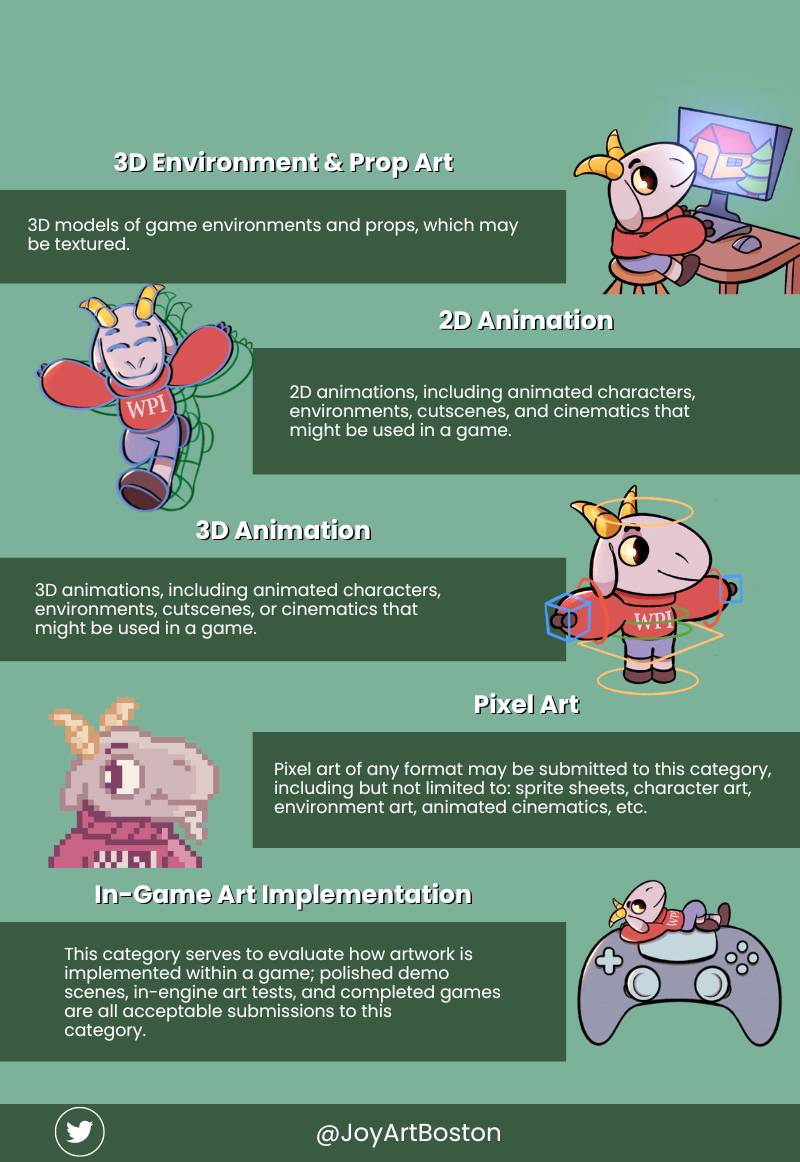 3D Environment & Prop Art
3D models of game environments and props, which may
be textured.
2D Animation
WPI
2D animations, including animated characters,
environments, cutscenes, and cinematics that
might be used in a game.
3D Animation
3D animations, including animated characters,
environments, cutscenes, or cinematics that
might be used in a game.
WPI
Pixel Art
Pixel art of any format may be submitted to this category,
including but not limited to: sprite sheets, character art,
environment art, animated cinematics, etc.
In-Game Art Implementation
This category serves to evaluate how artwork is
implemented within a game; polished demo
scenes, in-engine art tests, and completed games
are all acceptable submissions to this
category.
WPI
@JoyArtBoston